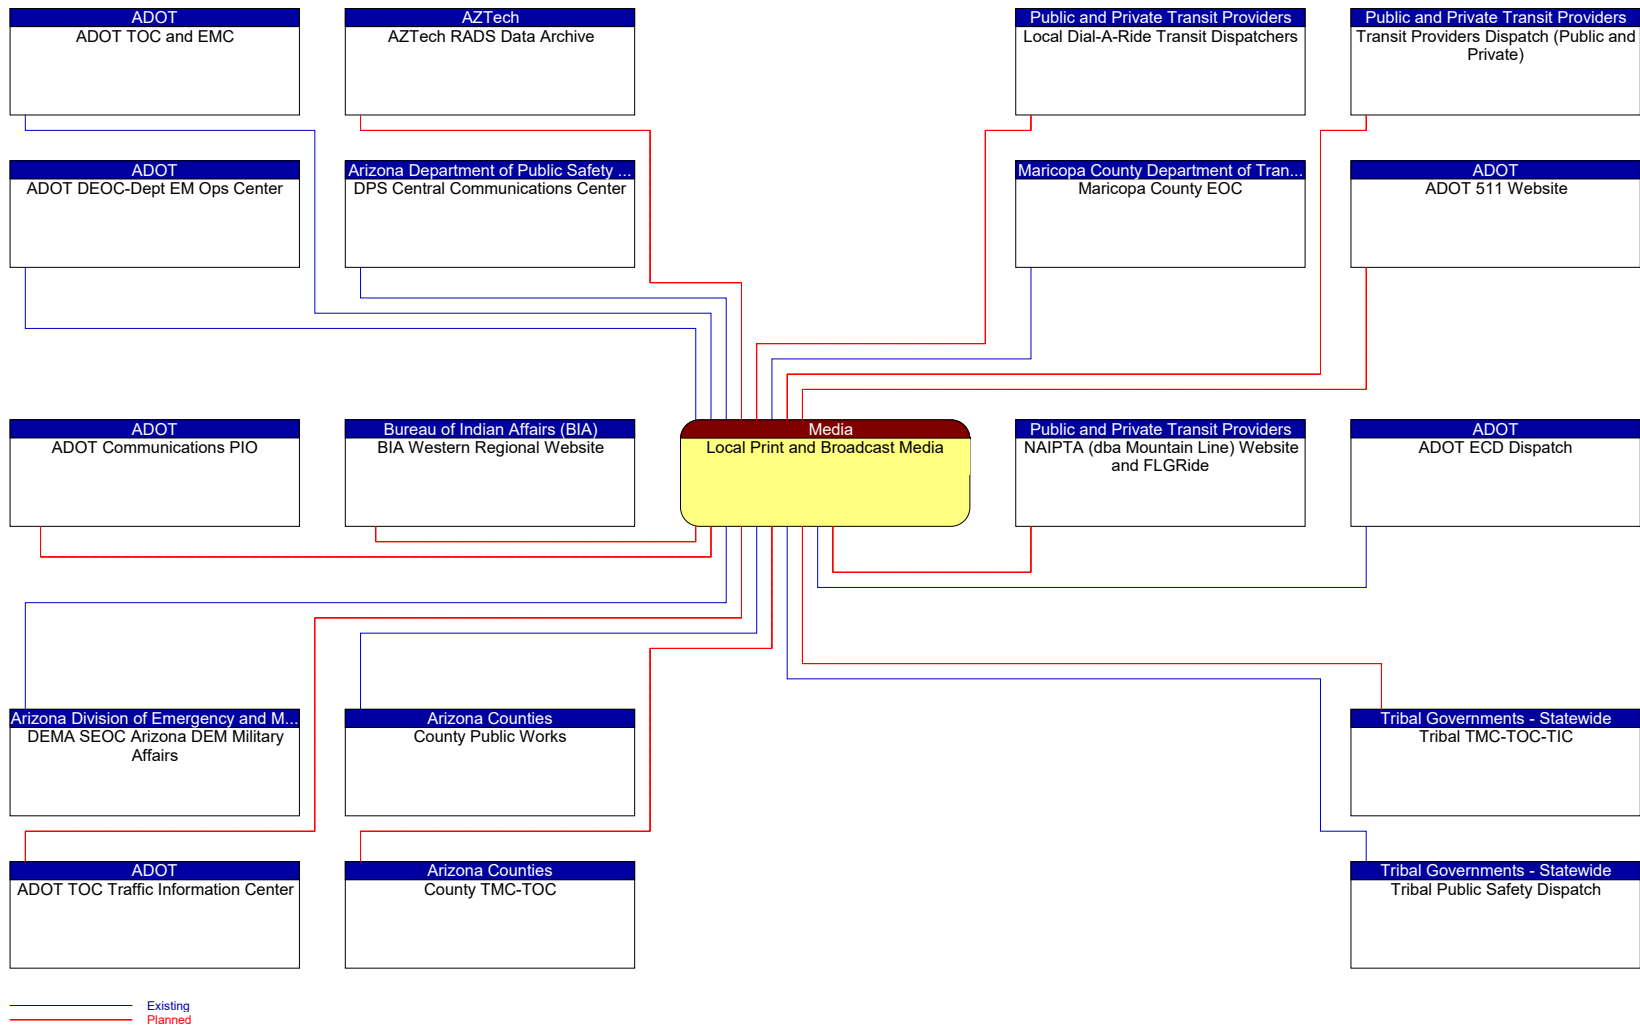 ADOT
ADOT TOC and EMC
AZTech
AZTech RADS Data Archive
Public and Private Transit Providers
Local Dial-A-Ride Transit Dispatchers
Public and Private Transit Providers
Transit Providers Dispatch (Public and
Private)
ADOT
ADOT DEOC-Dept EM Ops Center
Arizona Department of Public Safety ...
DPS Central Communications Center
Maricopa County Department of Tran...
Maricopa County EOC
ADOT
ADOT 511 Website
ADOT
ADOT Communications PIO
Bureau of Indian Affairs (BIA)
BIA Western Regional Website
Media
Local Print and Broadcast Media
Public and Private Transit Providers
NAIPTA (dba Mountain Line) Website
and FLGRide
ADOT
ADOT ECD Dispatch
Arizona Division of Emergency and M...
DEMA SEOC Arizona DEM Military
Affairs
Arizona Counties
County Public Works
Tribal Governments - Statewide
Tribal TMC-TOC-TIC
ADOT
ADOT TOC Traffic Information Center
Arizona Counties
County TMC-TOC
Tribal Governments - Statewide
Tribal Public Safety Dispatch
Existing
Planned